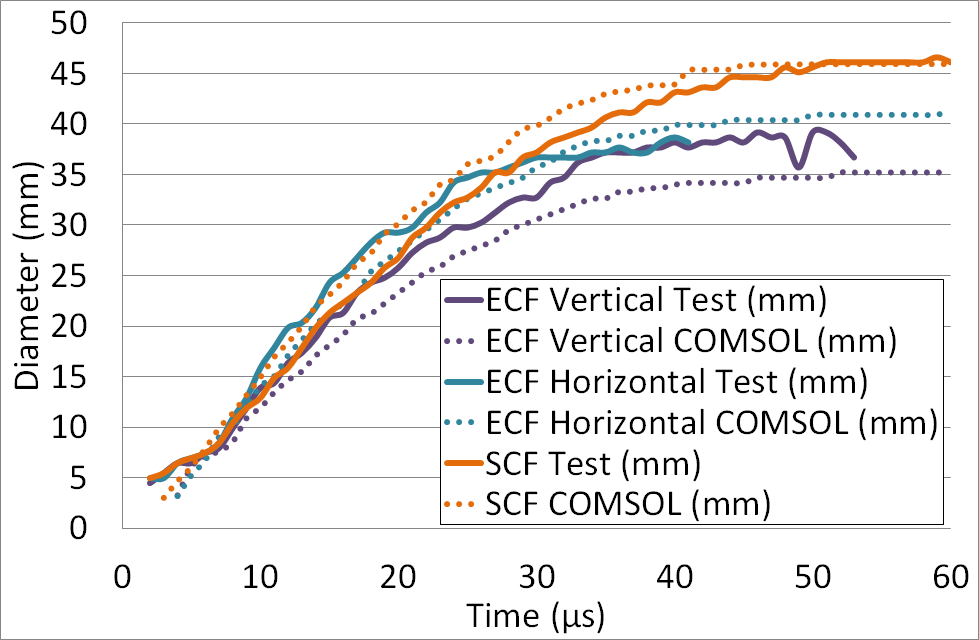 50
45
40
35
30
25
20
15
10
5
0
Diameter (mm)
ECF Vertical Test (mm)
ECF Vertical COMSOL (mm)
ECF Horizontal Test (mm)
ECF Horizontal COMSOL (mm)
SCF Test (mm)
SCF COMSOL (mm)
0 10 20 30 40 50 60
Time (μs)